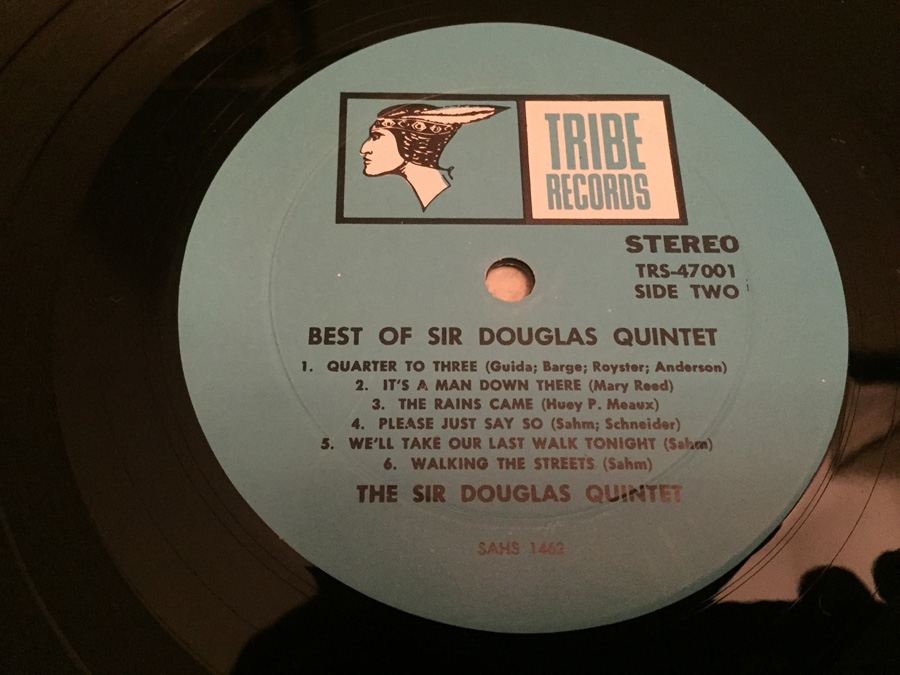 TRIBE
RECORDS
STEREO
TRS-47001
SIDE TWO
BEST OF SIR DOUGLAS QUINTET
1. QUARTER TO THREE (Guida; Barge; Royster; Anderson)
2. IT'S A MAN DOWN THERE (Mary Reed)
3. THE RAINS CAME (Huey P. Meaux)
4. PLEASE JUST SAY SO (Sahm; Schneider)
5. WE'LL TAKE OUR LAST WALK TONIGHT (Sahm)
6. WALKING THE STREETS (Sahm)
THE SIR DOUGLAS QUINTET
SAHS 1462